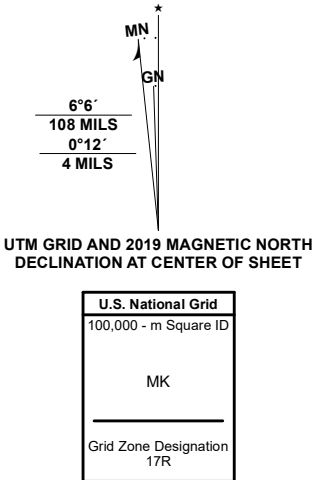 ★
MN
GN
6°6´
108 MILS
0°12´
4 MILS
UTM GRID AND 2019 MAGNETIC NORTH
DECLINATION AT CENTER OF SHEET
U.S. National Grid
100,000 - m Square ID
MK
Grid Zone Designation
17R